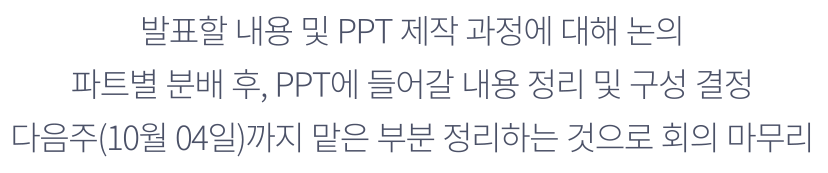 발표할 내용 및 PPT 제작 과정에 대해 논의
파트별 분배 후, PPT에 들어갈 내용 정리 및 구성 결정
다음주(10월 04일)까지 맡은 부분 정리하는 것으로 회의 마무리